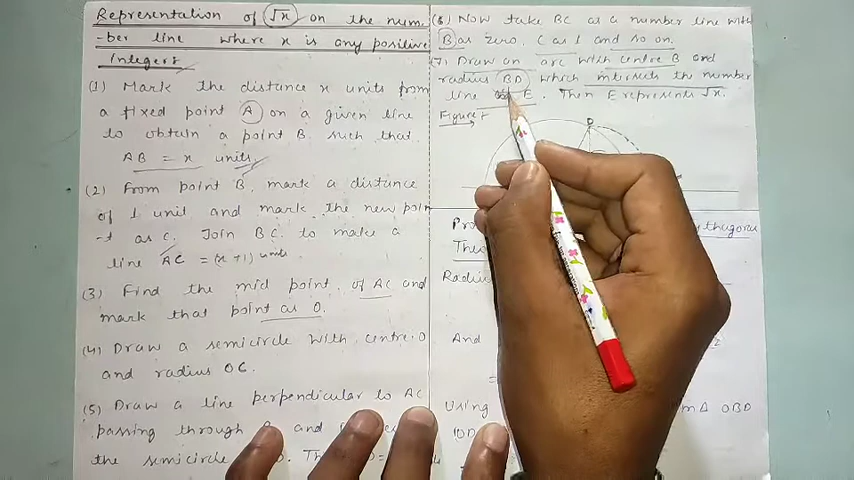 Representation of √x on the num-
-ber line where x is any positive
Integers
(1) Mark the distance x units from
a fixed point A on a given line
to obtain a point B such that
AB = x units.
(2) From point B, mark a distance
of 1 unit and mark the new poin
-t as C. Join BC to make a
line AC = (x+1) units
(3) Find the mid point of AC and
mark that point as O.
(4) Draw a semicircle with centre O
and radius OC.
(5) Draw a line perpendicular to AC
passing through B and
the semicircle
(6) Now take BC as a number line with
B as zero, C as 1 and so on.
(7) Draw an arc with centre B and
radius BD which intersects the number
line E. Then E represents √x.
Figure:-
D
Pythagoras
Radiu
And
Using
m Δ OBD